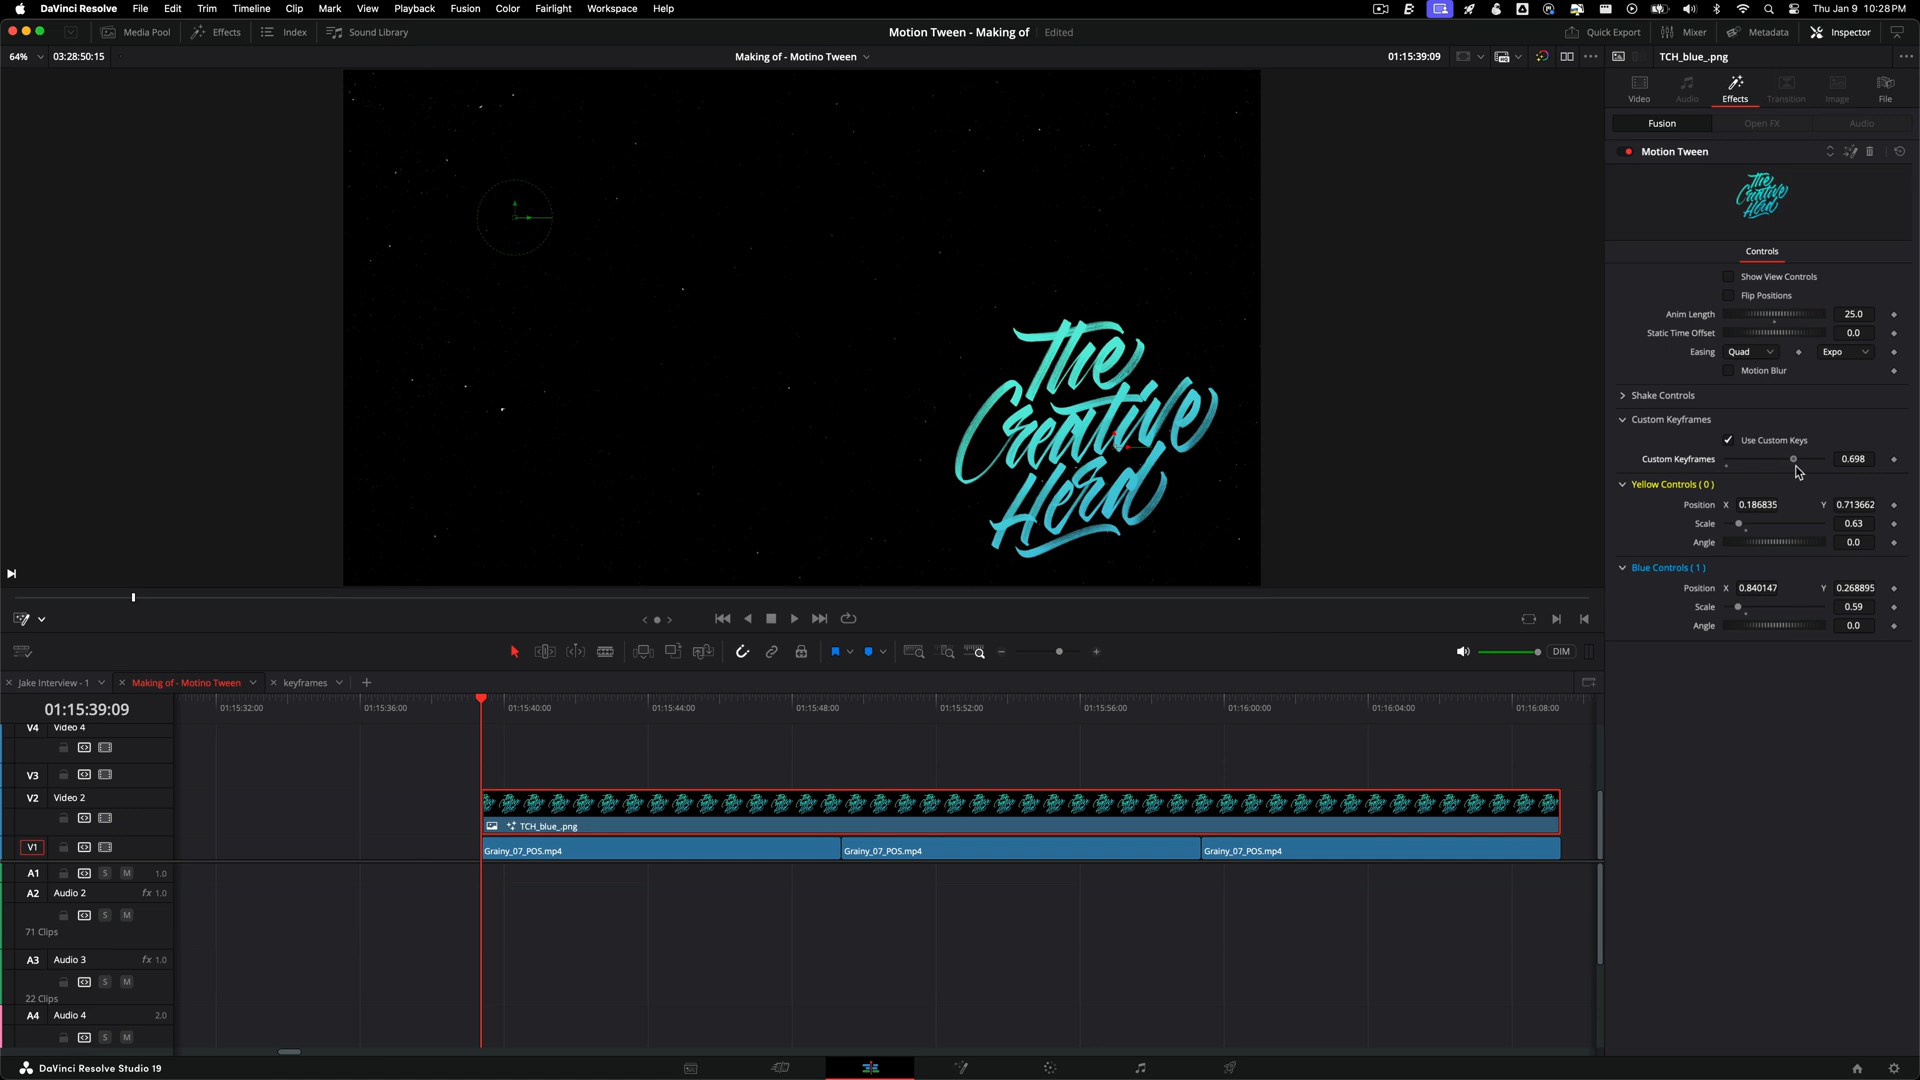 DaVinci Resolve File Edit Trim Timeline Clip Mark View Playback Fusion Color Fairlight Workspace Help Thu Jan 9 10:28 PM
Media Pool Effects Index Sound Library Motion Tween - Making of Edited Quick Export Mixer Metadata Inspector
64% 03:28:50:15 Making of - Motino Tween 01:15:39:09 TCH_blue_.png
Video Audio Effects Transition Image File
Fusion Open FX Audio
Motion Tween
The
Creative
Herd
Controls
Show View Controls
Flip Positions
Anim Length 25.0
Static Time Offset 0.0
Easing Quad Expo
Motion Blur
Shake Controls
Custom Keyframes
Use Custom Keys
Custom Keyframes 0.698
Yellow Controls ( 0 )
Position X 0.186835 Y 0.713662
Scale 0.63
Angle 0.0
Blue Controls ( 1 )
Position X 0.840147 Y 0.268895
Scale 0.59
Angle 0.0
The
Creative
Herd
DIM
Jake Interview - 1 Making of - Motino Tween keyframes
01:15:39:09 01:15:32:00 01:15:36:00 01:15:40:00 01:15:44:00 01:15:48:00 01:15:52:00 01:15:56:00 01:16:00:00 01:16:04:00 01:16:08:00
V4 Video 4
V3
V2 Video 2
TCH_blue_.png
V1 Grainy_07_POS.mp4 Grainy_07_POS.mp4 Grainy_07_POS.mp4
A1 S M 1.0
A2 Audio 2 fx 1.0
S M
71 Clips
A3 Audio 3 fx 1.0
S M
22 Clips
A4 Audio 4 2.0
S M
DaVinci Resolve Studio 19